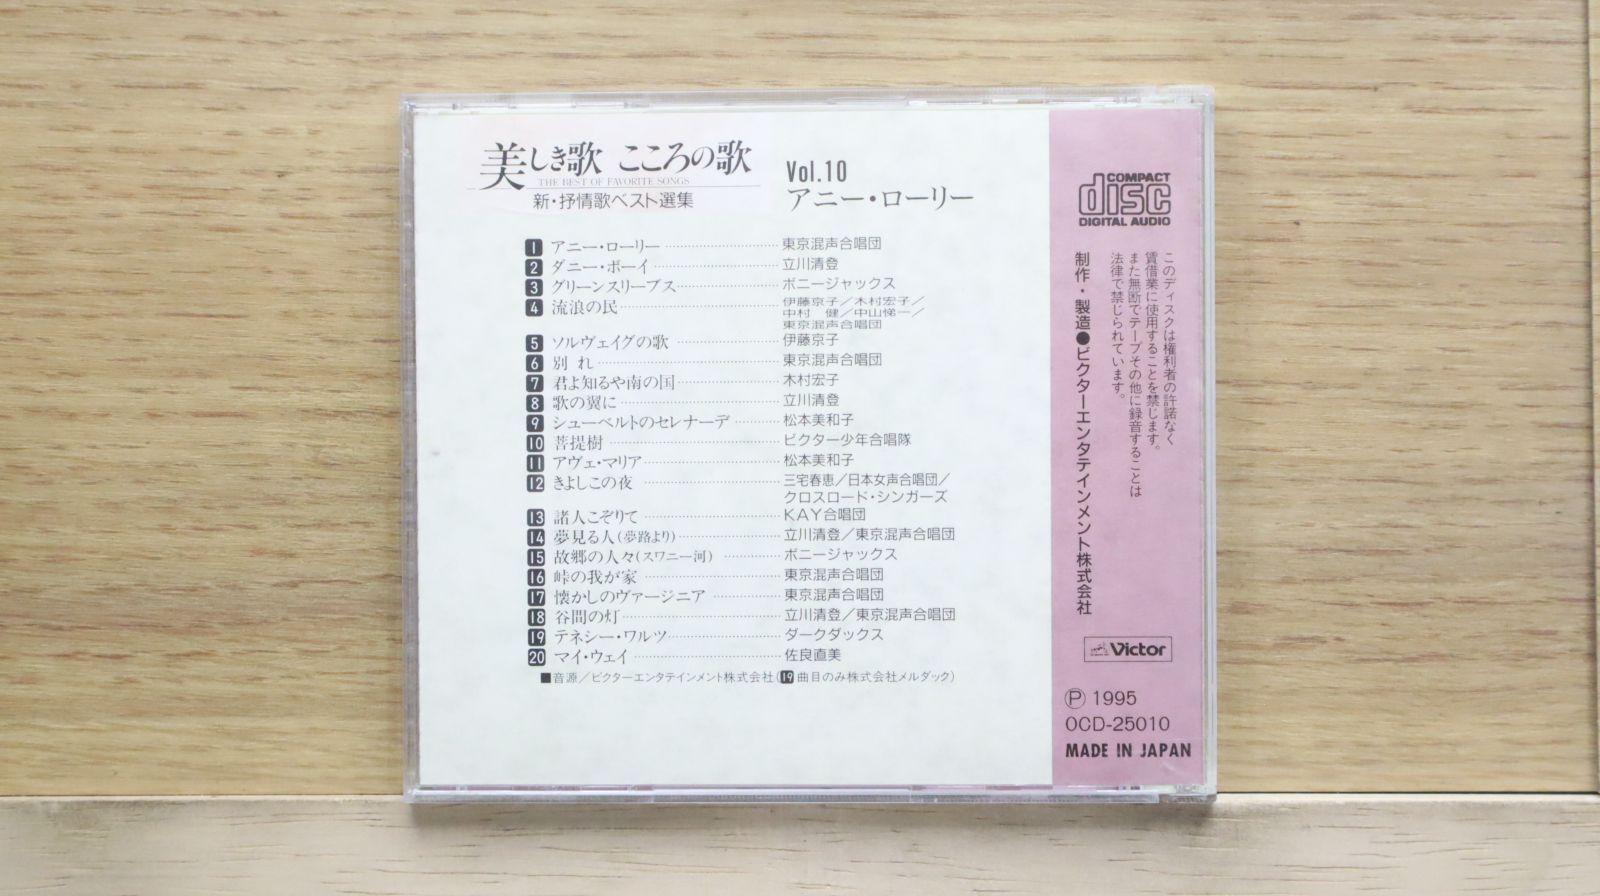 美しき歌 こころの歌
THE BEST OF FAVORITE SONGS
新・抒情歌ベスト選集
Vol.10
アニー・ローリー
1 アニー・ローリー 東京混声合唱団
2 ダニー・ボーイ 立川清登
3 グリーンスリーブス ボニージャックス
4 流浪の民 伊藤京子／木村宏子／
中村 健／中山悌一／
東京混声合唱団
5 ソルヴェイグの歌 伊藤京子
6 別れ 東京混声合唱団
7 君よ知るや南の国 木村宏子
8 歌の翼に 立川清登
9 シューベルトのセレナーデ 松本美和子
10 菩提樹 ビクター少年合唱隊
11 アヴェ・マリア 松本美和子
12 きよしこの夜 三宅春恵／日本女声合唱団／
クロスロード・シンガーズ
13 諸人こぞりて KAY合唱団
14 夢見る人(夢路より) 立川清登／東京混声合唱団
15 故郷の人々(スワニー河) ボニージャックス
16 峠の我が家 東京混声合唱団
17 懐かしのヴァージニア 東京混声合唱団
18 谷間の灯 立川清登／東京混声合唱団
19 テネシー・ワルツ ダークダックス
20 マイ・ウェイ 佐良直美
■音源／ビクターエンタテインメント株式会社(19曲目のみ株式会社メルダック)
COMPACT
disc
DIGITAL AUDIO
このディスクは権利者の許諾なく
賃借業に使用することを禁じます。
また無断でテープその他に録音することは
法律で禁じられています。
制作・製造●ビクターエンタテインメント株式会社
Victor
Ⓟ 1995
OCD-25010
MADE IN JAPAN